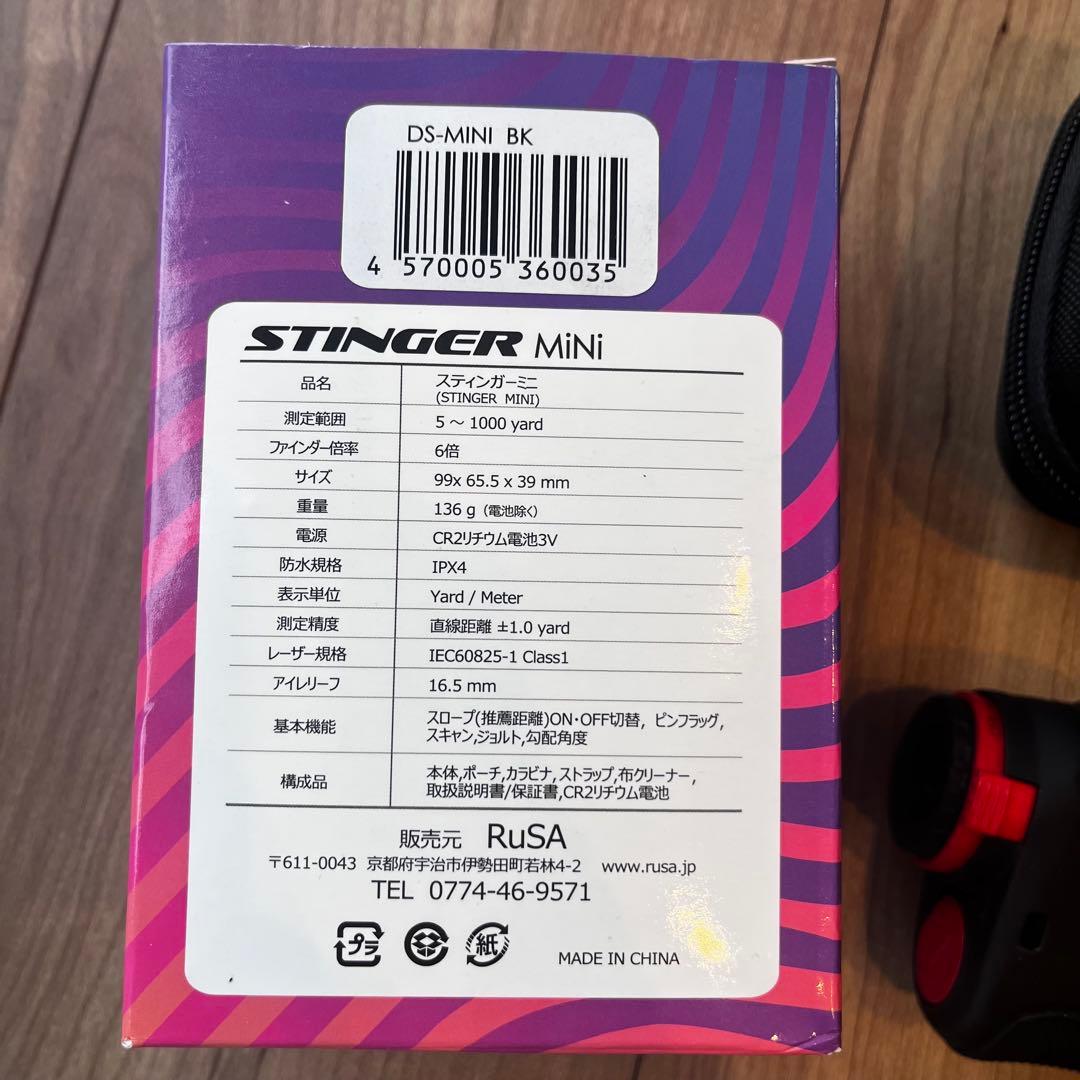 DS-MINI BK
4 570005 360035
STINGER MiNi
品名 スティンガーミニ
(STINGER MINI)
測定範囲 5 ～ 1000 yard
ファインダー倍率 6倍
サイズ 99x 65.5 x 39 mm
重量 136 g（電池除く）
電源 CR2リチウム電池3V
防水規格 IPX4
表示単位 Yard / Meter
測定精度 直線距離 ±1.0 yard
レーザー規格 IEC60825-1 Class1
アイレリーフ 16.5 mm
基本機能 スロープ(推薦距離)ON・OFF切替, ピンフラッグ,
スキャン,ジョルト,勾配角度
構成品 本体,ポーチ,カラビナ,ストラップ,布クリーナー,
取扱説明書/保証書,CR2リチウム電池
販売元 RuSA
〒611-0043 京都府宇治市伊勢田町若林4-2 www.rusa.jp
TEL 0774-46-9571
プラ 紙 MADE IN CHINA